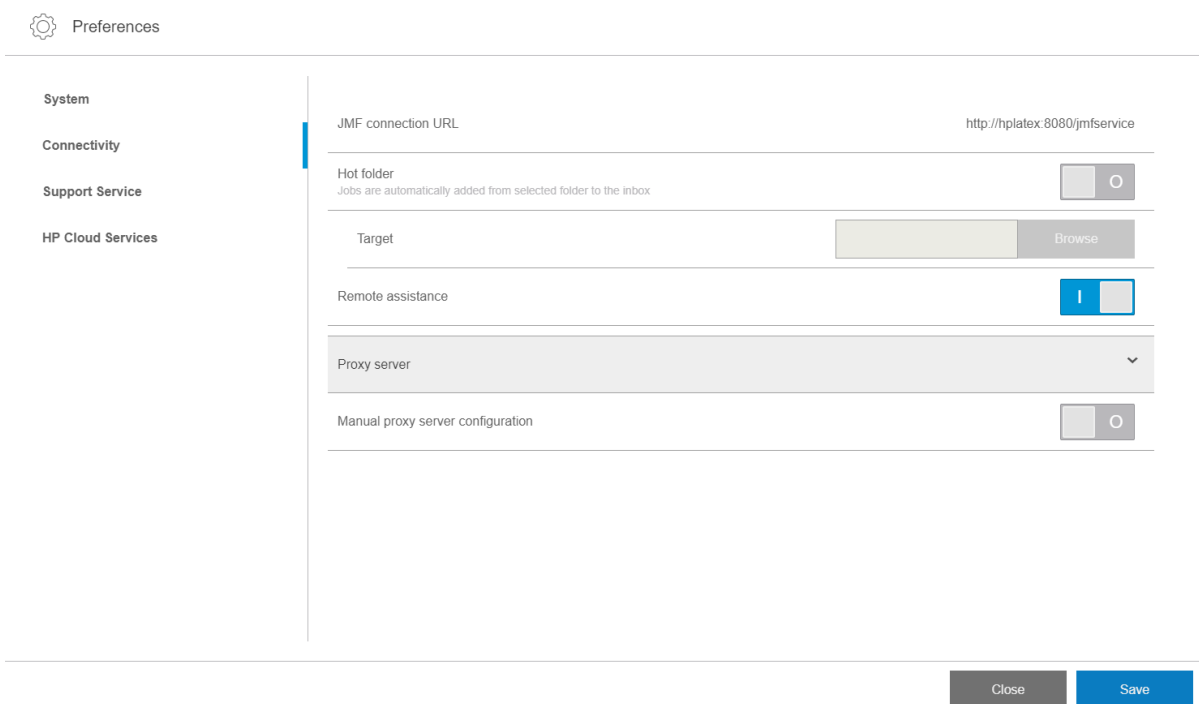 Preferences
System
Connectivity
Support Service
HP Cloud Services
JMF connection URL http://hplatex:8080/jmfservice
Hot folder
Jobs are automatically added from selected folder to the inbox
O
Target Browse
Remote assistance I
Proxy server
Manual proxy server configuration O
Close Save